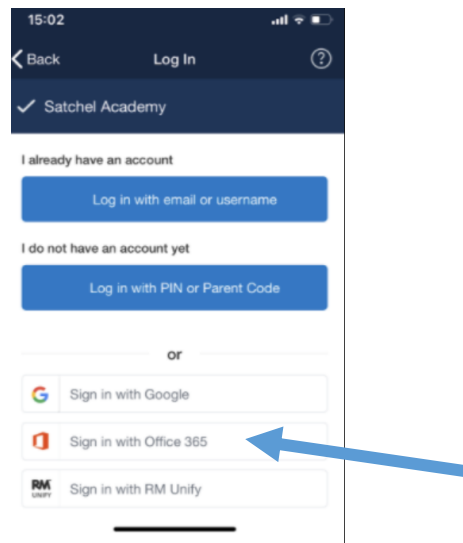 15:02
Back
Log In
?
Satchel Academy
I already have an account
Log in with email or username
I do not have an account yet
Log in with PIN or Parent Code
or
G
Sign in with Google
Sign in with Office 365
RM
UNIFY
Sign in with RM Unify